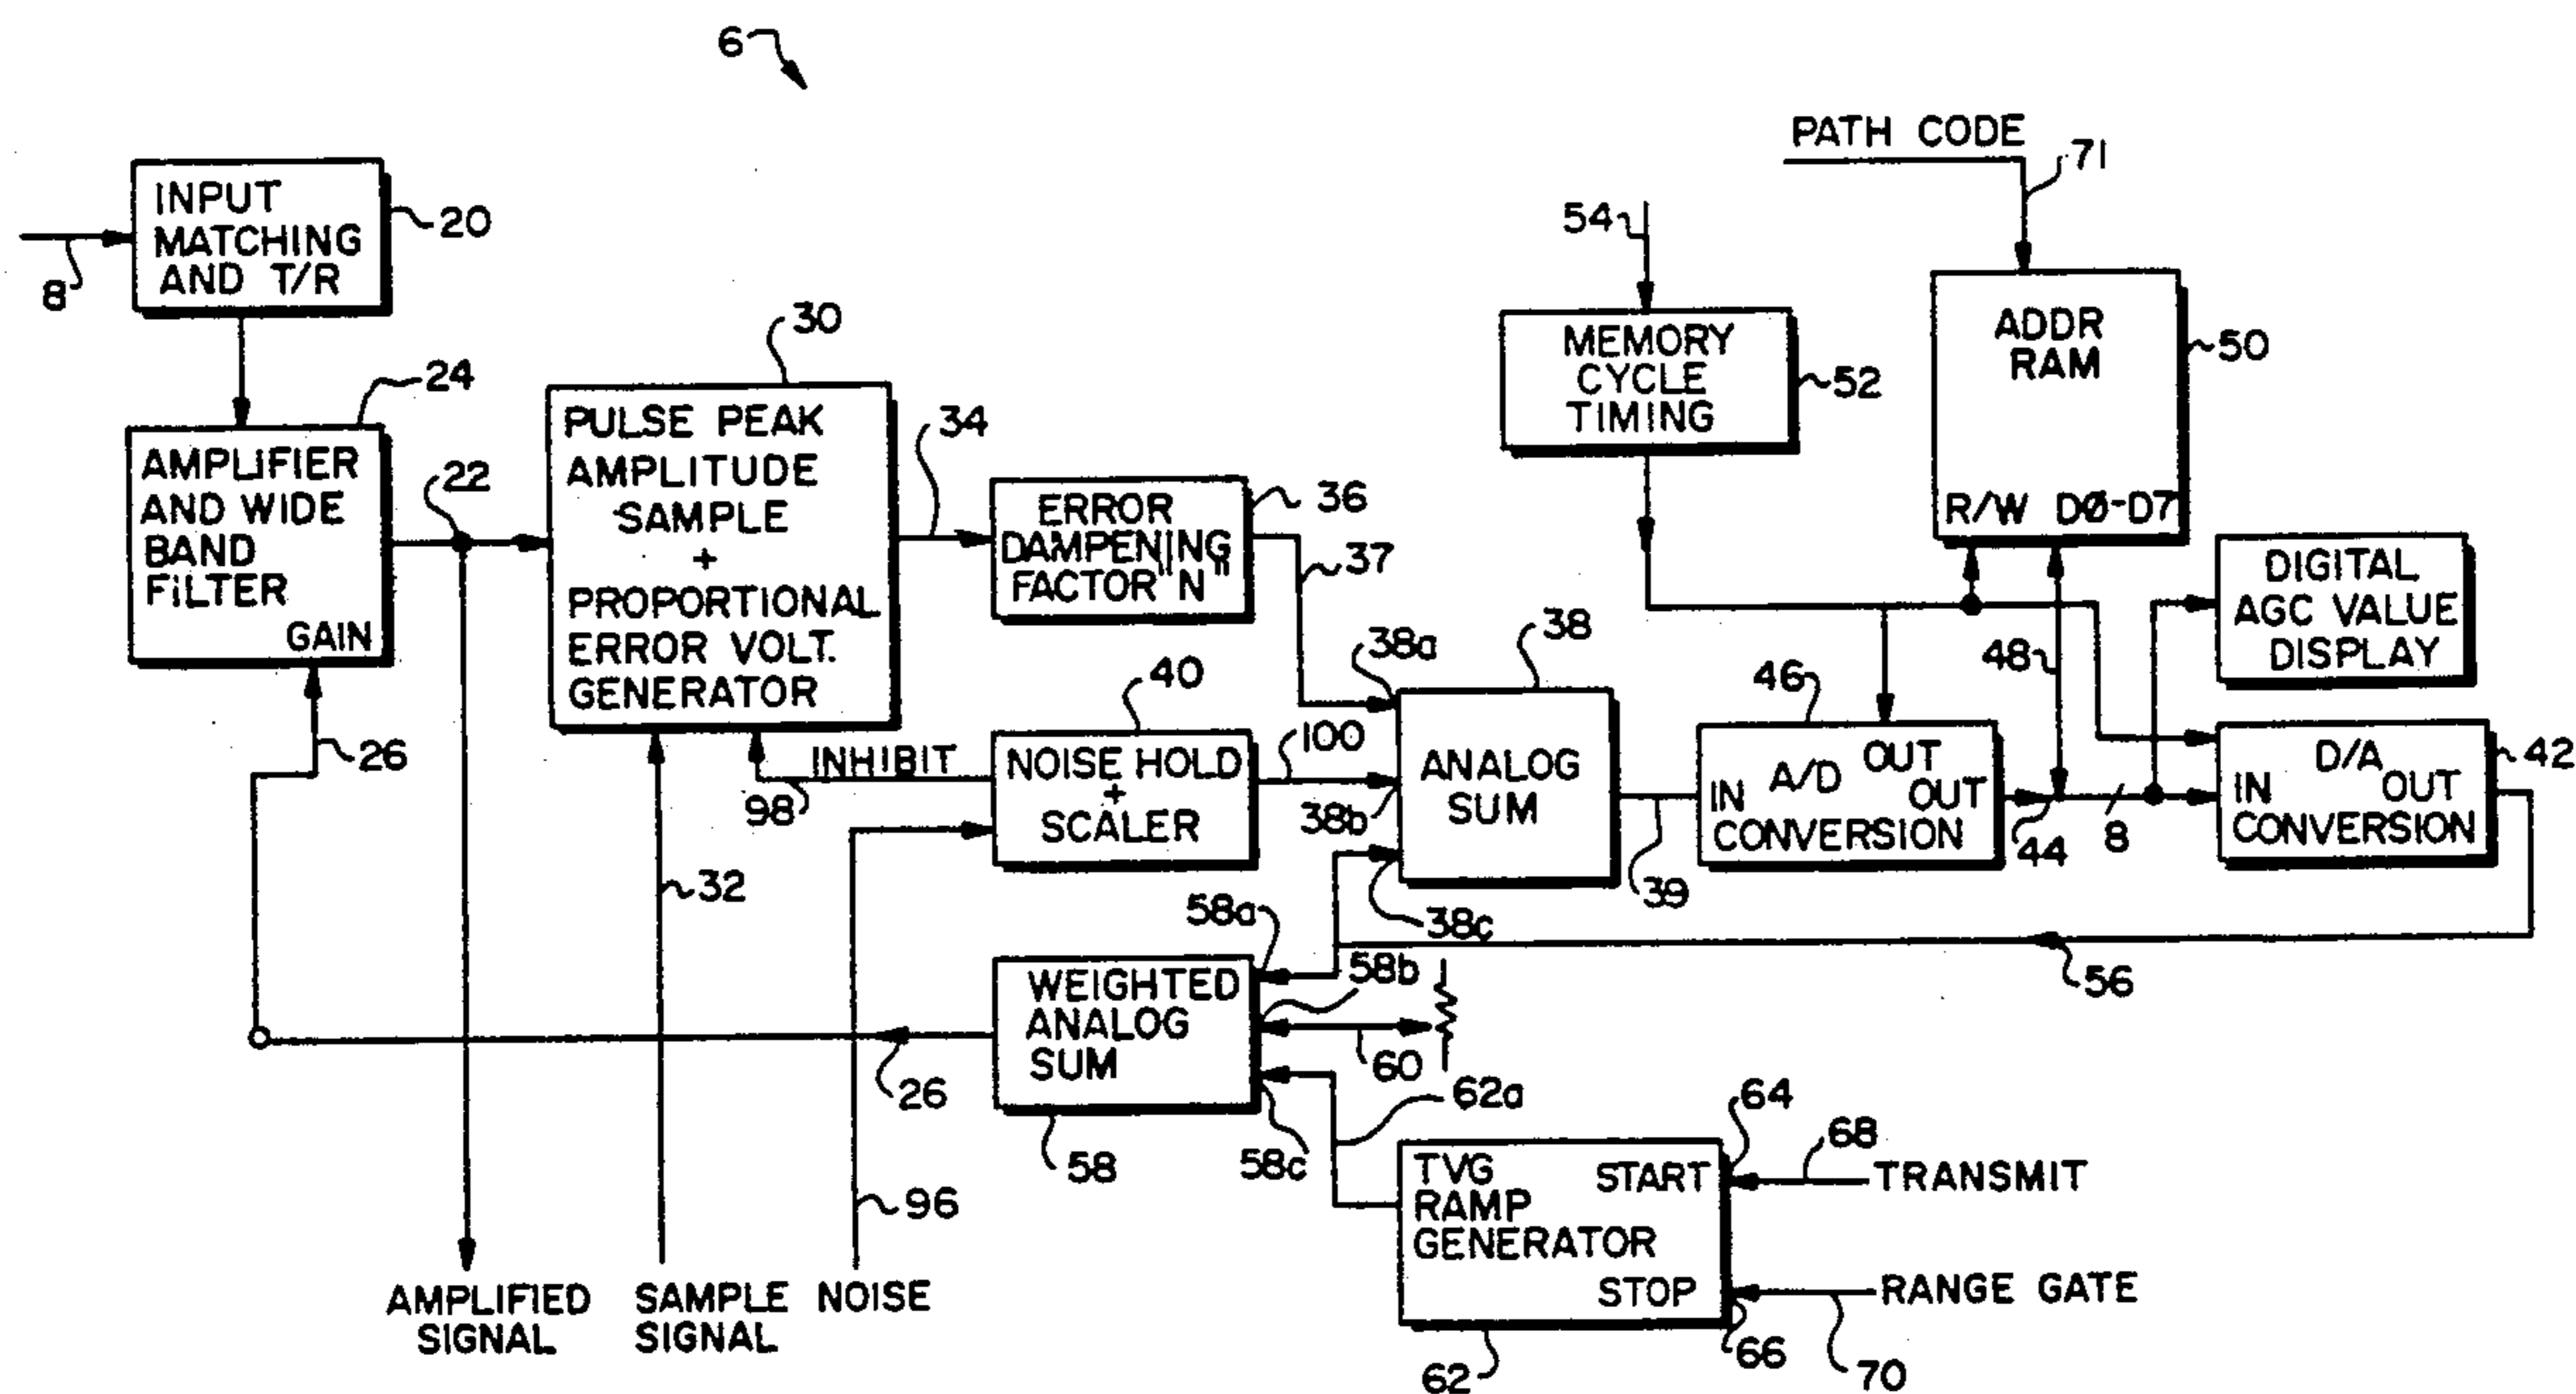 6
PATH CODE
71
54
8
INPUT
MATCHING
AND T/R
20
30
24
22
34
36
MEMORY
CYCLE
TIMING
52
ADDR
RAM
50
R/W DØ-D7
AMPLIFIER
AND WIDE
BAND
FILTER
GAIN
PULSE PEAK
AMPLITUDE
SAMPLE
+
PROPORTIONAL
ERROR VOLT.
GENERATOR
ERROR
DAMPENING
FACTOR "N"
37
38a
38
46
48
DIGITAL
AGC VALUE
DISPLAY
26
INHIBIT
98
40
NOISE HOLD
+
SCALER
100
38b
ANALOG
SUM
39
A/D OUT
IN OUT
CONVERSION
44
8
D/A
IN OUT
CONVERSION
42
32
58a
38c
58b
56
WEIGHTED
ANALOG
SUM
60
26
58
58c
62a
96
64
68
TVG
RAMP
GENERATOR
START
STOP
TRANSMIT
RANGE GATE
62
66
70
AMPLIFIED
SIGNAL
SAMPLE
SIGNAL
NOISE